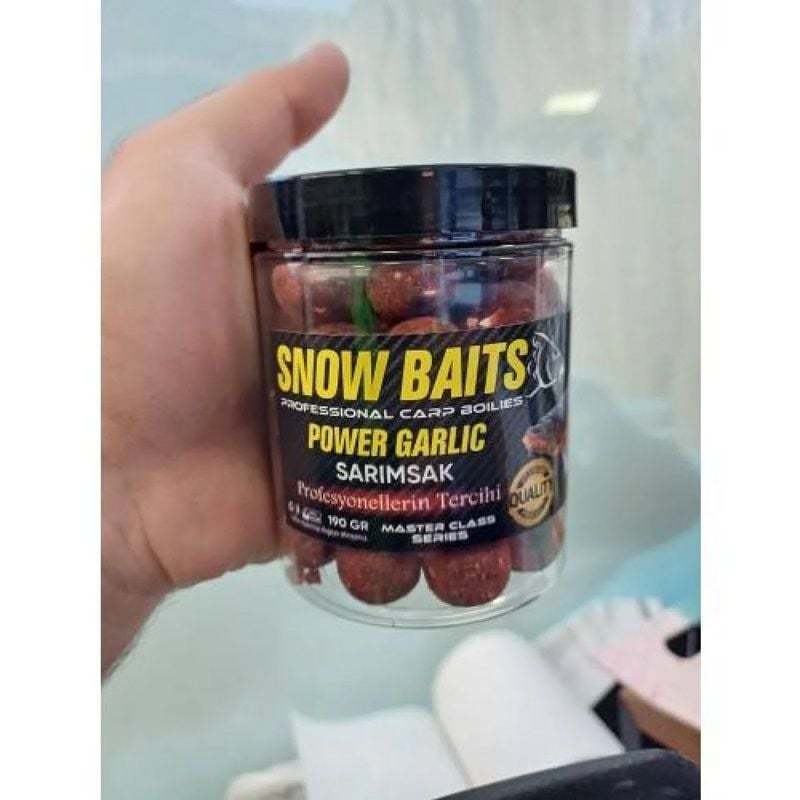 SNOW BAITS
PROFESSIONAL CARP BOILIES
POWER GARLIC
SARIMSAK
Profesyonellerin Tercihi
QUALITY
190 GR MASTER CLASS
SERIES